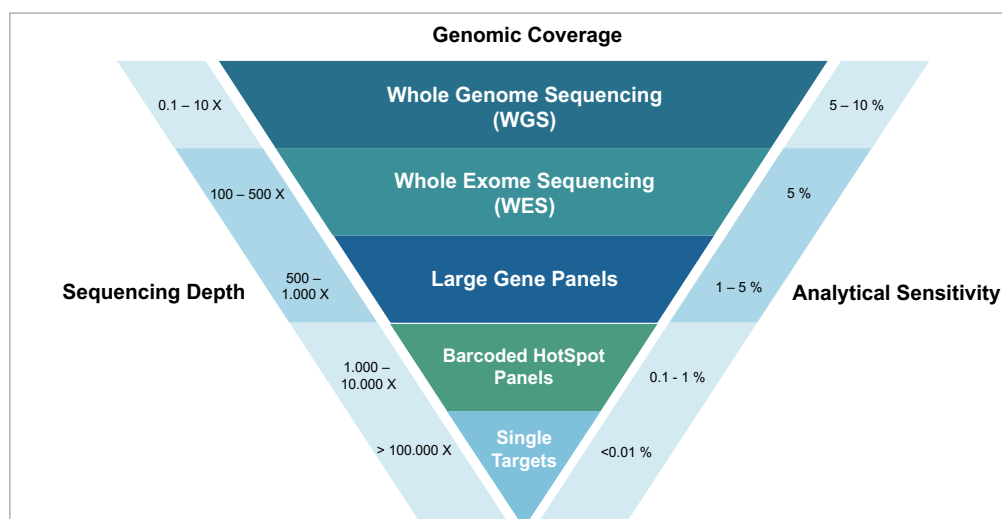 Genomic Coverage
0.1 – 10 X
Whole Genome Sequencing
(WGS)
5 – 10 %
100 – 500 X
Whole Exome Sequencing
(WES)
5 %
Sequencing Depth
500 –
1.000 X
Large Gene Panels
1 – 5 %
Analytical Sensitivity
1.000 –
10.000 X
Barcoded HotSpot
Panels
0.1 - 1 %
> 100.000 X
Single
Targets
<0.01 %